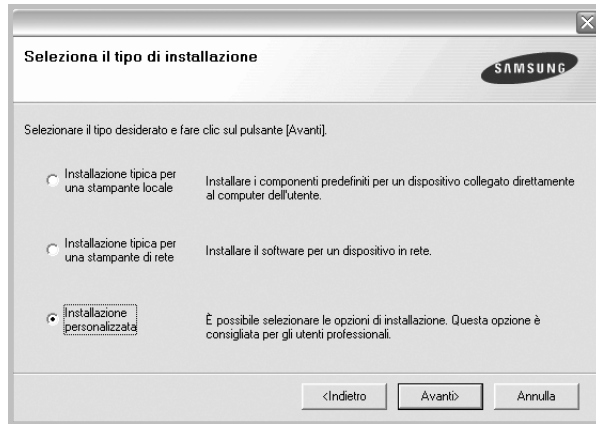 Seleziona il tipo di installazione
SAMSUNG
Selezionare il tipo desiderato e fare clic sul pulsante [Avanti].
Installazione tipica per
una stampante locale
Installare i componenti predefiniti per un dispositivo collegato direttamente
al computer dell'utente.
Installazione tipica per
una stampante di rete
Installare il software per un dispositivo in rete.
Installazione
personalizzata
È possibile selezionare le opzioni di installazione. Questa opzione è
consigliata per gli utenti professionali.
<Indietro
Avanti>
Annulla